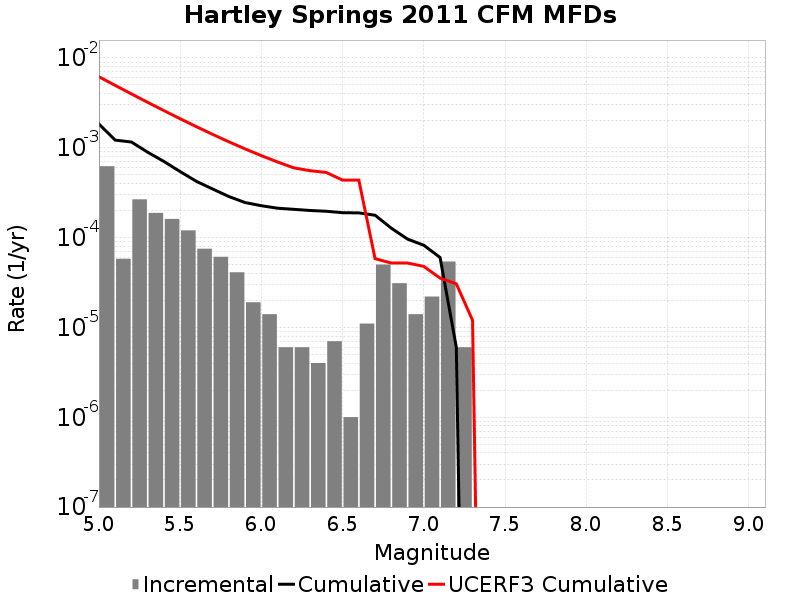 Hartley Springs 2011 CFM MFDs
10^-2
10^-3
10^-4
10^-5
10^-6
10^-7
Rate (1/yr)
5.0 5.5 6.0 6.5 7.0 7.5 8.0 8.5 9.0
Magnitude
Incremental Cumulative UCERF3 Cumulative